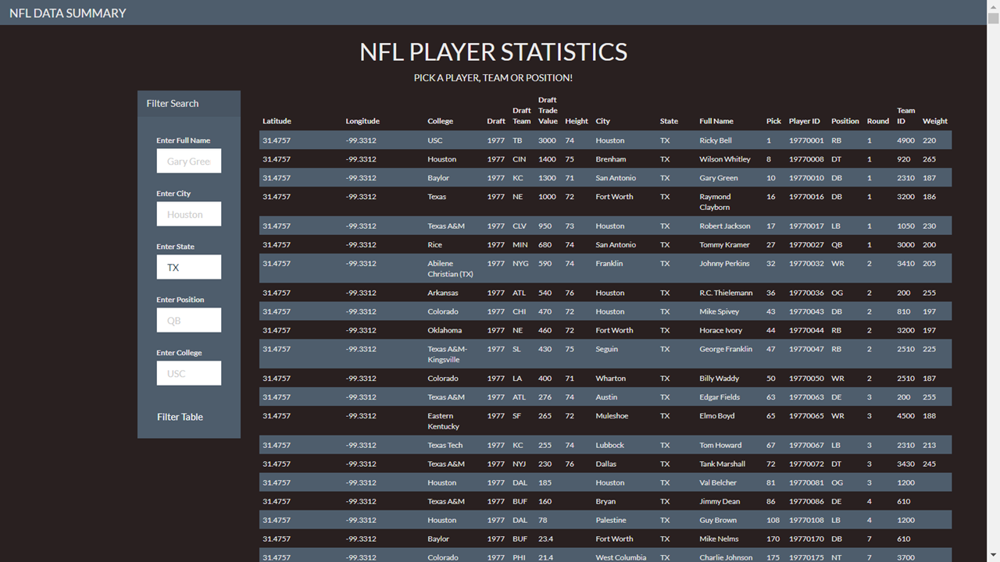 NFL DATA SUMMARY
NFL PLAYER STATISTICS
PICK A PLAYER, TEAM OR POSITION!
Filter Search
Enter Full Name
Gary Gree
Enter City
Houston
Enter State
TX
Enter Position
QB
Enter College
USC
Filter Table
Latitude Longitude College Draft Draft Team Draft Trade Value Height City State Full Name Pick Player ID Position Round Team ID Weight
31.4757 -99.3312 USC 1977 TB 3000 74 Houston TX Ricky Bell 1 19770001 RB 1 4900 220
31.4757 -99.3312 Houston 1977 CIN 1400 75 Brenham TX Wilson Whitley 8 19770008 DT 1 920 265
31.4757 -99.3312 Baylor 1977 KC 1300 71 San Antonio TX Gary Green 10 19770010 DB 1 2310 187
31.4757 -99.3312 Texas 1977 NE 1000 72 Fort Worth TX Raymond Clayborn 16 19770016 DB 1 3200 186
31.4757 -99.3312 Texas A&M 1977 CLV 950 73 Houston TX Robert Jackson 17 19770017 LB 1 1050 230
31.4757 -99.3312 Rice 1977 MIN 680 74 San Antonio TX Tommy Kramer 27 19770027 QB 1 3000 200
31.4757 -99.3312 Abilene Christian (TX) 1977 NYG 590 74 Franklin TX Johnny Perkins 32 19770032 WR 2 3410 205
31.4757 -99.3312 Arkansas 1977 ATL 540 76 Houston TX R.C. Thielemann 36 19770036 OG 2 200 255
31.4757 -99.3312 Colorado 1977 CHI 470 72 Houston TX Mike Spivey 43 19770043 DB 2 810 197
31.4757 -99.3312 Oklahoma 1977 NE 460 72 Fort Worth TX Horace Ivory 44 19770044 RB 2 3200 197
31.4757 -99.3312 Texas A&M-Kingsville 1977 SL 430 75 Seguin TX George Franklin 47 19770047 RB 2 2510 225
31.4757 -99.3312 Colorado 1977 LA 400 71 Wharton TX Billy Waddy 50 19770050 WR 2 2510 187
31.4757 -99.3312 Texas A&M 1977 ATL 276 74 Austin TX Edgar Fields 63 19770063 DE 3 200 255
31.4757 -99.3312 Eastern Kentucky 1977 SF 265 72 Muleshoe TX Elmo Boyd 65 19770065 WR 3 4500 188
31.4757 -99.3312 Texas Tech 1977 KC 255 74 Lubbock TX Tom Howard 67 19770067 LB 3 2310 213
31.4757 -99.3312 Texas A&M 1977 NYJ 230 76 Dallas TX Tank Marshall 72 19770072 DT 3 3430 245
31.4757 -99.3312 Houston 1977 DAL 185 Houston TX Val Belcher 81 19770081 OG 3 1200
31.4757 -99.3312 Texas A&M 1977 BUF 160 Bryan TX Jimmy Dean 86 19770086 DE 4 610
31.4757 -99.3312 Houston 1977 DAL 78 Palestine TX Guy Brown 108 19770108 LB 4 1200
31.4757 -99.3312 Baylor 1977 BUF 23.4 Fort Worth TX Mike Nelms 170 19770170 DB 7 610
31.4757 -99.3312 Colorado 1977 PHI 21.4 West Columbia TX Charlie Johnson 175 19770175 NT 7 3700